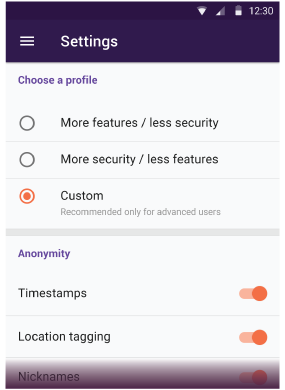 12:30
Settings
Choose a profile
More features / less security
More security / less features
Custom
Recommended only for advanced users
Anonymity
Timestamps
Location tagging
Nicknames